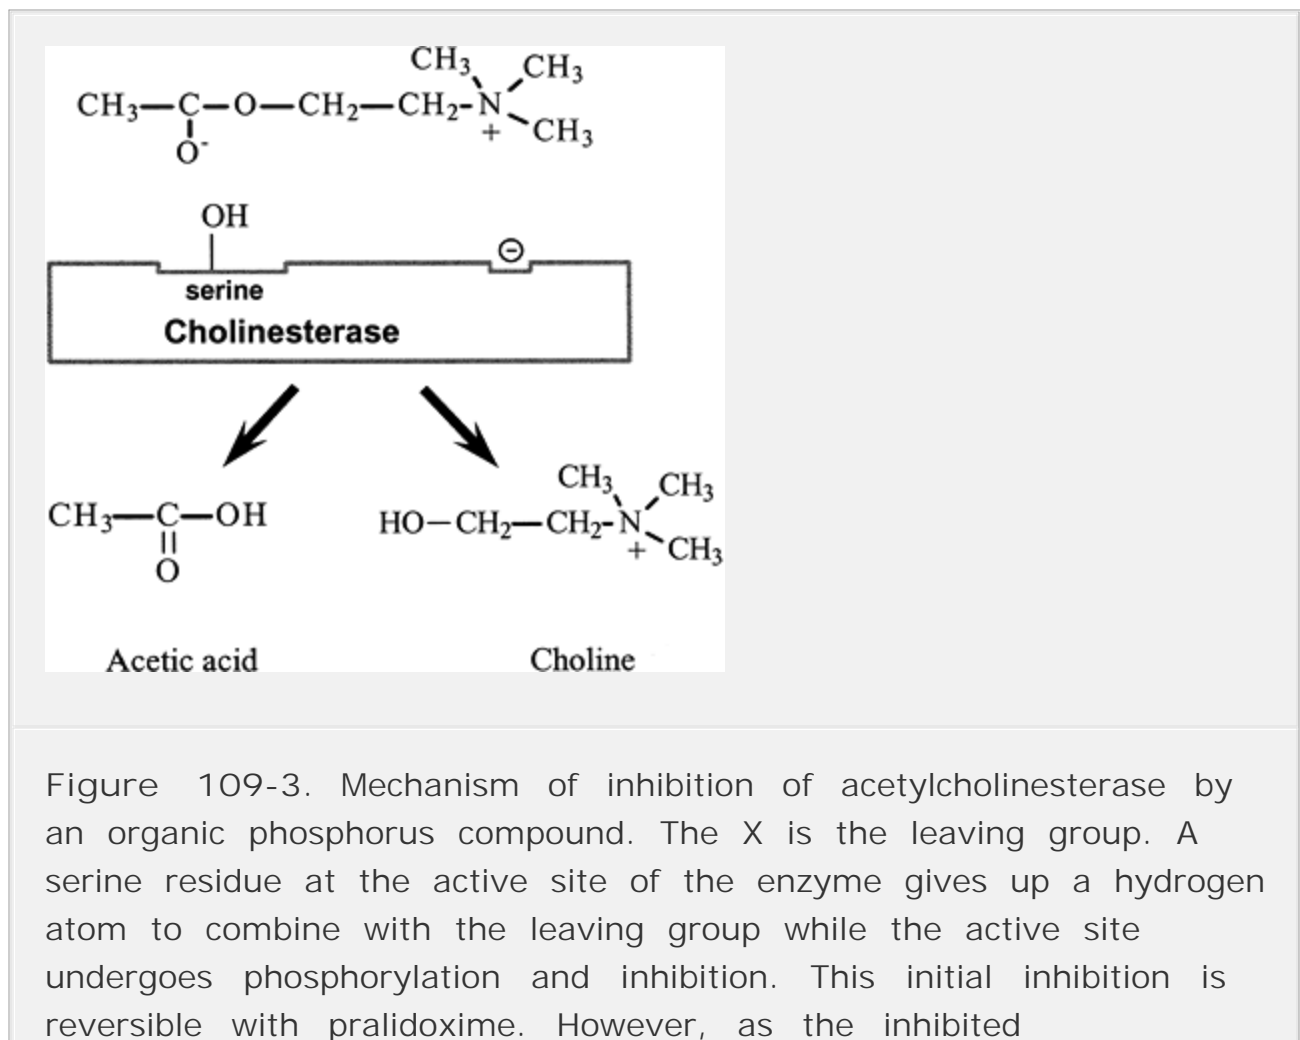 CH3 CH3
CH3—C—O—CH2—CH2-N
+ CH3
O-
OH
⊖
serine
Cholinesterase
CH3 CH3
CH3—C—OH HO—CH2—CH2-N
+ CH3
O
Acetic acid Choline
Figure 109-3. Mechanism of inhibition of acetylcholinesterase by
an organic phosphorus compound. The X is the leaving group. A
serine residue at the active site of the enzyme gives up a hydrogen
atom to combine with the leaving group while the active site
undergoes phosphorylation and inhibition. This initial inhibition is
reversible with pralidoxime. However, as the inhibited